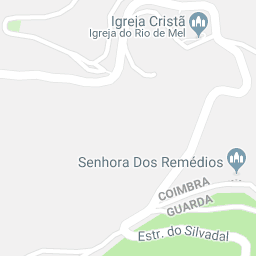 Igreja Cristã
Igreja do Rio de Mel
Senhora Dos Remédios
COIMBRA
GUARDA
Estr. do Silvadal